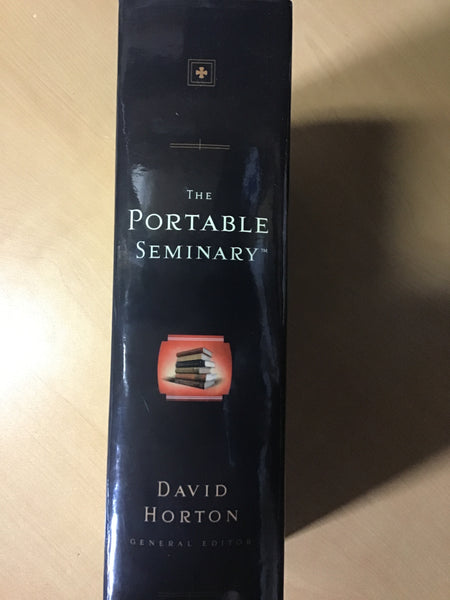 THE
PORTABLE
SEMINARY™
DAVID
HORTON
GENERAL EDITOR